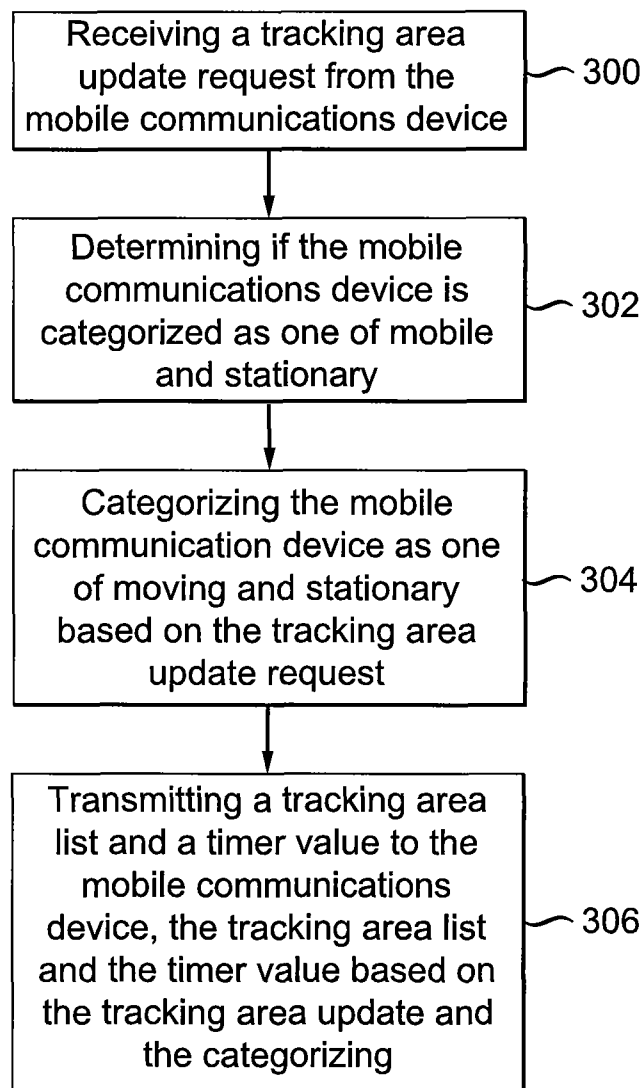 Receiving a tracking area
update request from the
mobile communications device
300
Determining if the mobile
communications device is
categorized as one of mobile
and stationary
302
Categorizing the mobile
communication device as one
of moving and stationary
based on the tracking area
update request
304
Transmitting a tracking area
list and a timer value to the
mobile communications
device, the tracking area list
and the timer value based on
the tracking area update and
the categorizing
306